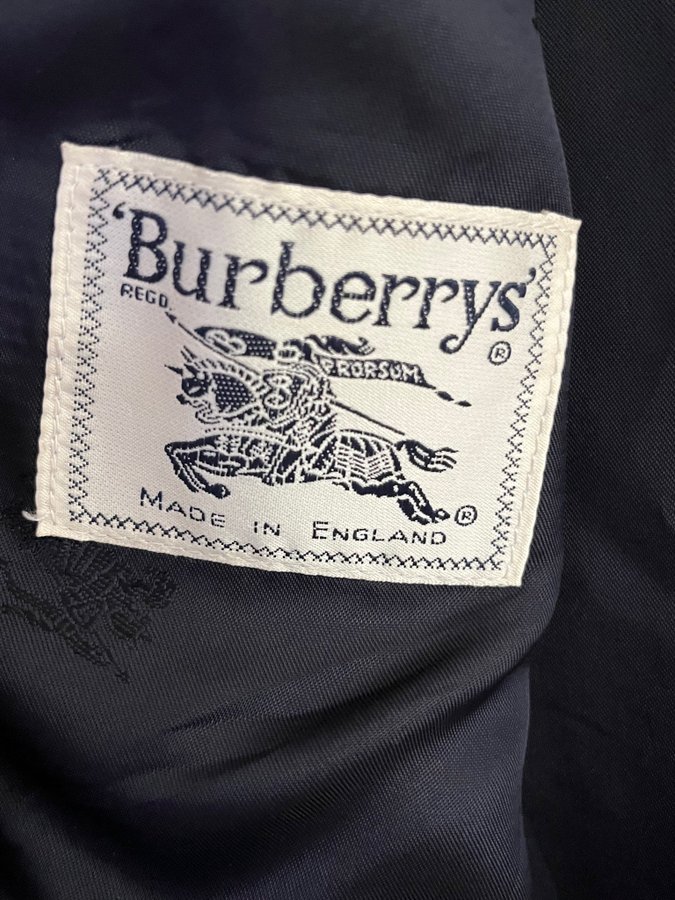 'Burberrys'
REGD ®
PRORSUM
MADE IN ENGLAND ®